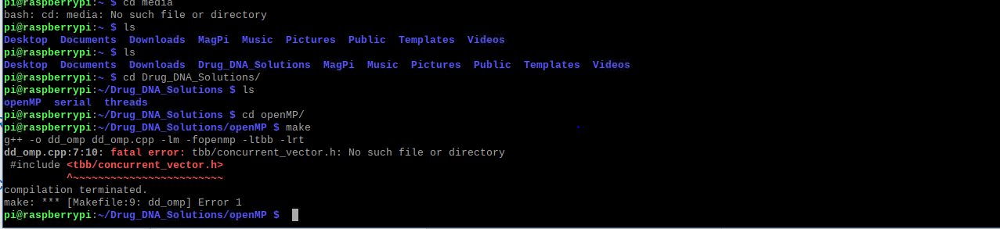 pi@raspberrypi:~ $ cd media
bash: cd: media: No such file or directory
pi@raspberrypi:~ $ ls
Desktop  Documents  Downloads  MagPi  Music  Pictures  Public  Templates  Videos
pi@raspberrypi:~ $ ls
Desktop  Documents  Downloads  Drug_DNA_Solutions  MagPi  Music  Pictures  Public  Templates  Videos
pi@raspberrypi:~ $ cd Drug_DNA_Solutions/
pi@raspberrypi:~/Drug_DNA_Solutions $ ls
openMP  serial  threads
pi@raspberrypi:~/Drug_DNA_Solutions $ cd openMP/
pi@raspberrypi:~/Drug_DNA_Solutions/openMP $ make
g++ -o dd_omp dd_omp.cpp -lm -fopenmp -ltbb -lrt
dd_omp.cpp:7:10: fatal error: tbb/concurrent_vector.h: No such file or directory
 #include <tbb/concurrent_vector.h>
          ^~~~~~~~~~~~~~~~~~~~~~~~~
compilation terminated.
make: *** [Makefile:9: dd_omp] Error 1
pi@raspberrypi:~/Drug_DNA_Solutions/openMP $